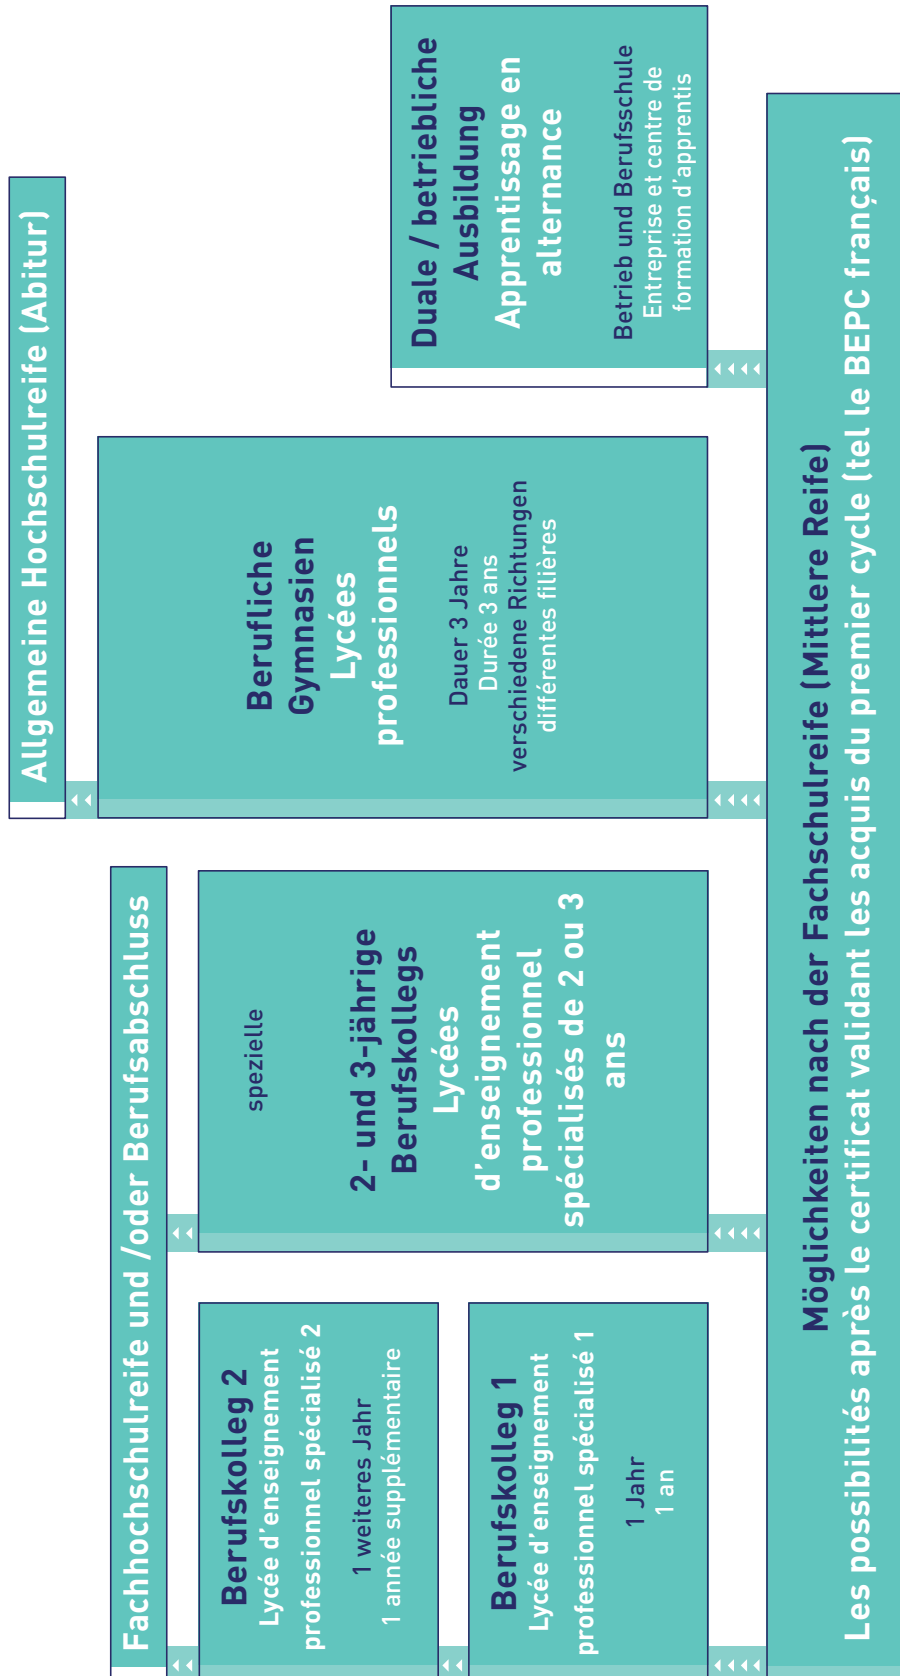 Allgemeine Hochschulreife (Abitur)
Fachhochschulreife und /oder Berufsabschluss
Berufskolleg 2
Lycée d'enseignement
professionnel spécialisé 2
1 weiteres Jahr
1 année supplémentaire
Berufskolleg 1
Lycée d'enseignement
professionnel spécialisé 1
1 Jahr
1 an
spezielle
2- und 3-jährige
Berufskollegs
Lycées
d'enseignement
professionnel
spécialisés de 2 ou 3
ans
Berufliche
Gymnasien
Lycées
professionnels
Dauer 3 Jahre
Durée 3 ans
verschiedene Richtungen
différentes filières
Duale / betriebliche
Ausbildung
Apprentissage en
alternance
Betrieb und Berufsschule
Entreprise et centre de
formation d'apprentis
Möglichkeiten nach der Fachschulreife (Mittlere Reife)
Les possibilités après le certificat validant les acquis du premier cycle (tel le BEPC français)